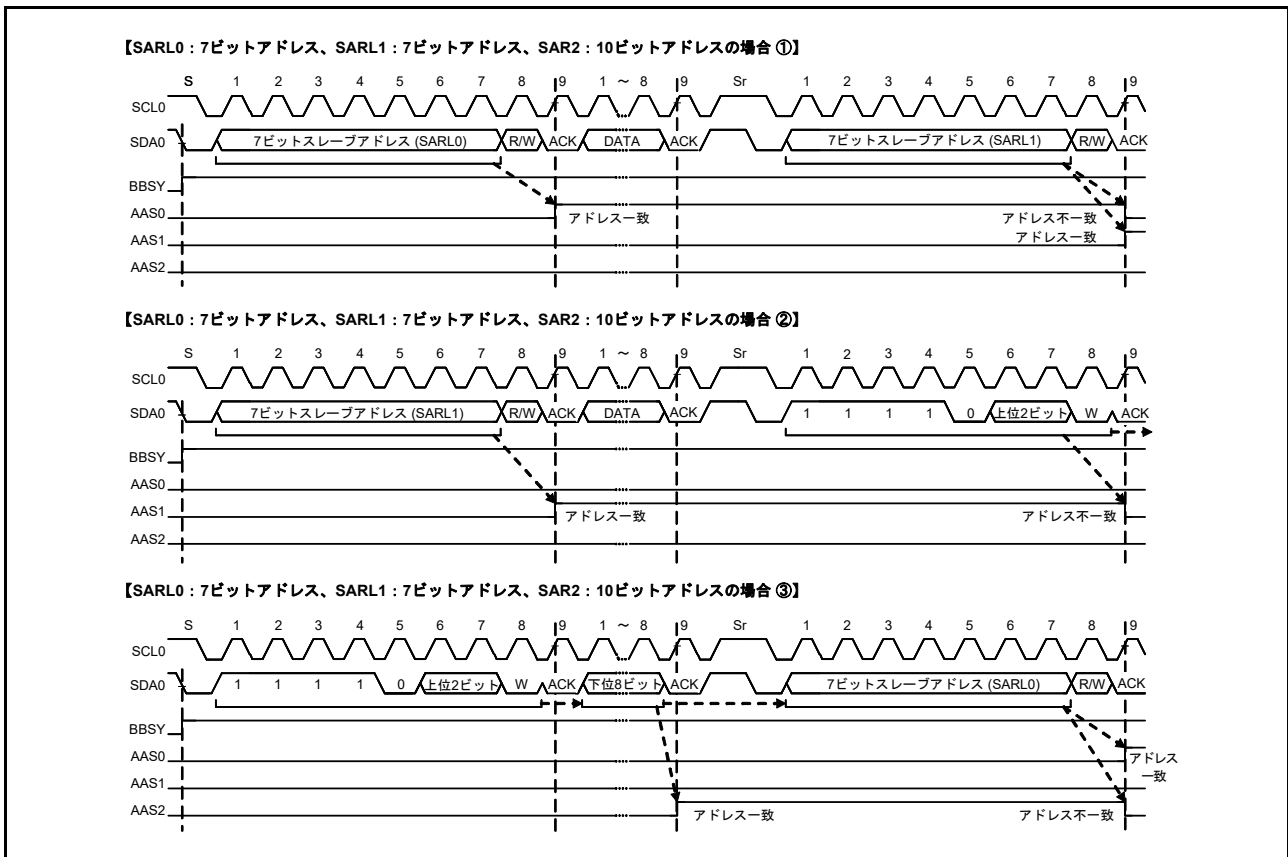 【SARL0：7ビットアドレス、SARL1：7ビットアドレス、SAR2：10ビットアドレスの場合 ①】
S 1 2 3 4 5 6 7 8 9 1 ～ 8 9 Sr 1 2 3 4 5 6 7 8 9
SCL0
SDA0 7ビットスレーブアドレス (SARL0) R/W ACK DATA ACK 7ビットスレーブアドレス (SARL1) R/W ACK
BBSY
AAS0 アドレス一致 アドレス不一致
AAS1 アドレス一致
AAS2
【SARL0：7ビットアドレス、SARL1：7ビットアドレス、SAR2：10ビットアドレスの場合 ②】
S 1 2 3 4 5 6 7 8 9 1 ～ 8 9 Sr 1 2 3 4 5 6 7 8 9
SCL0
SDA0 7ビットスレーブアドレス (SARL1) R/W ACK DATA ACK 1 1 1 1 0 上位2ビット W ACK
BBSY
AAS0
AAS1 アドレス一致 アドレス不一致
AAS2
【SARL0：7ビットアドレス、SARL1：7ビットアドレス、SAR2：10ビットアドレスの場合 ③】
S 1 2 3 4 5 6 7 8 9 1 ～ 8 9 Sr 1 2 3 4 5 6 7 8 9
SCL0
SDA0 1 1 1 1 0 上位2ビット W ACK 下位8ビット ACK 7ビットスレーブアドレス (SARL0) R/W ACK
BBSY
AAS0 アドレス
一致
AAS1
AAS2 アドレス一致 アドレス不一致